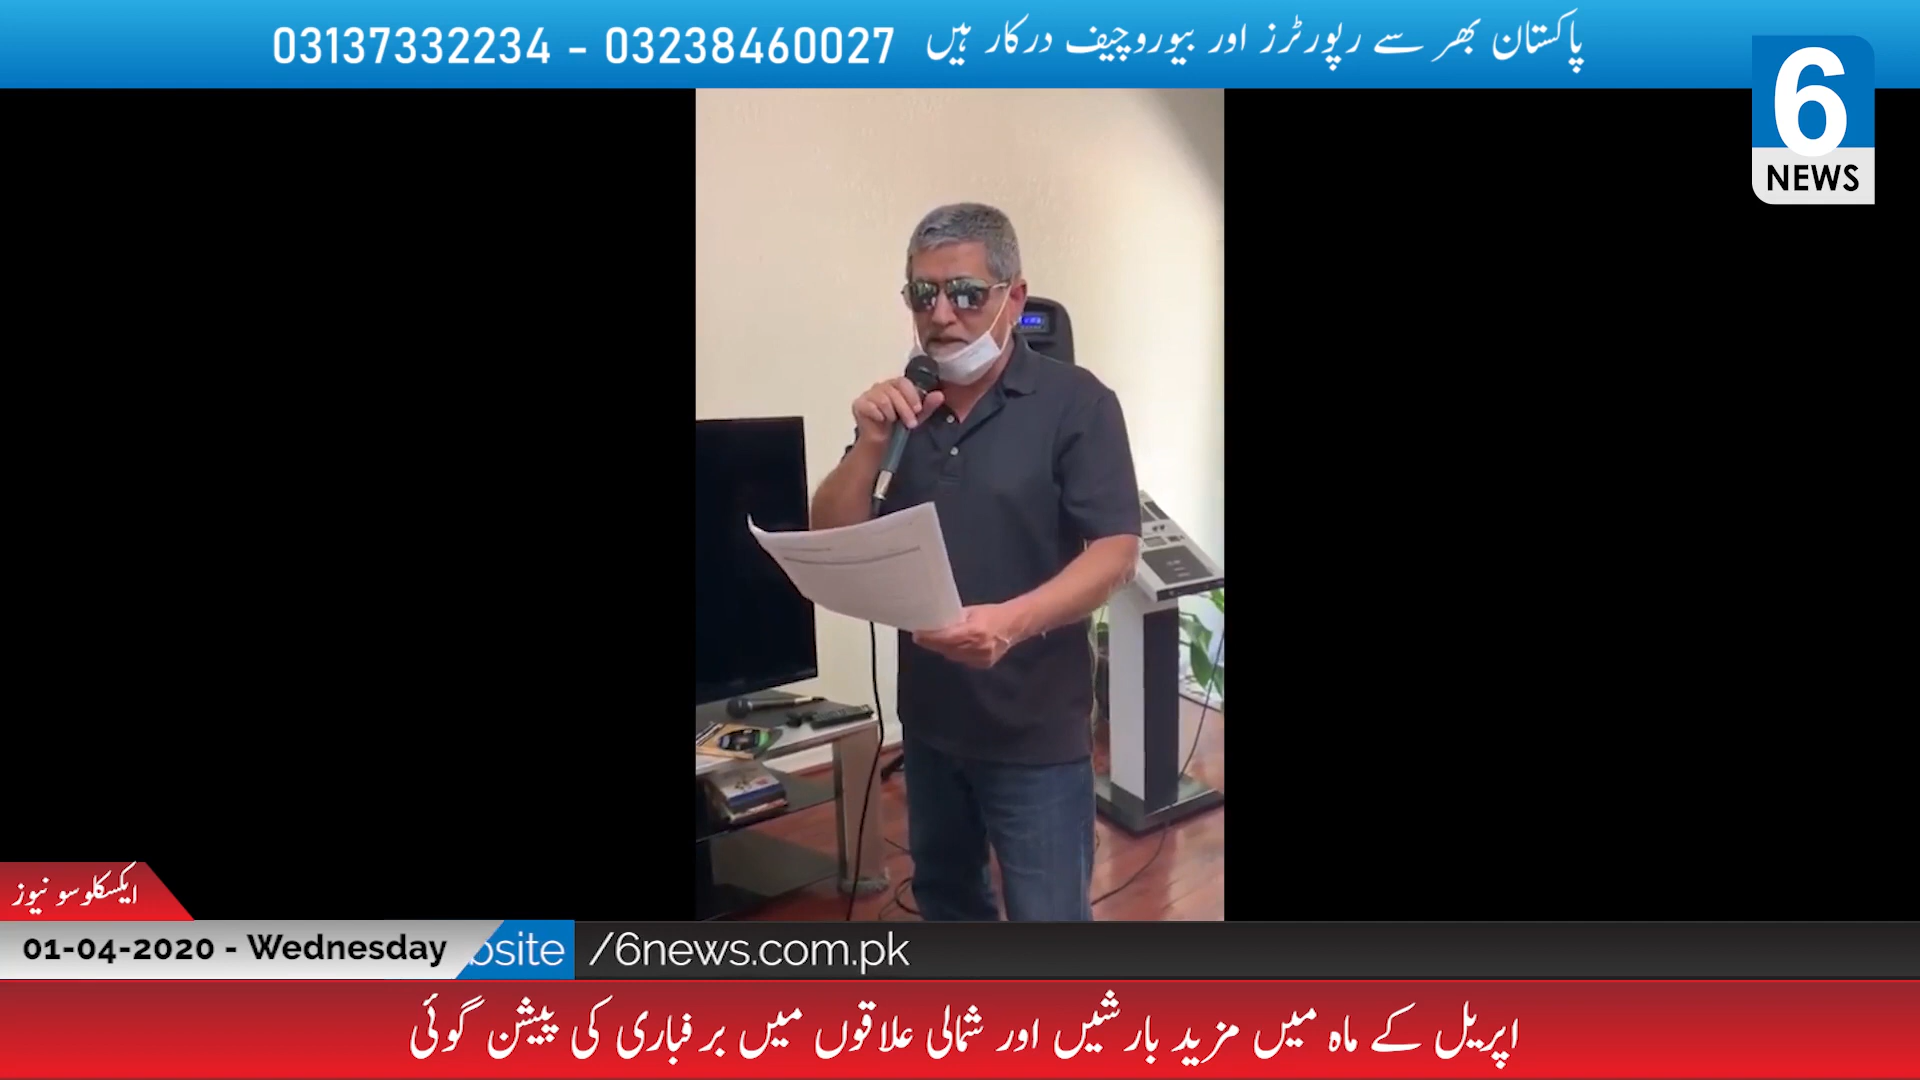 پاکستان بھر سے رپورٹرز اور بیوروچیف درکار ہیں 03238460027 - 03137332234
6
NEWS
ایکسکلوسو نیوز
01-04-2020 - Wednesday
bsite /6news.com.pk
اپریل کے ماہ میں مزید بارشیں اور شمالی علاقوں میں برفباری کی پیشن گوئی